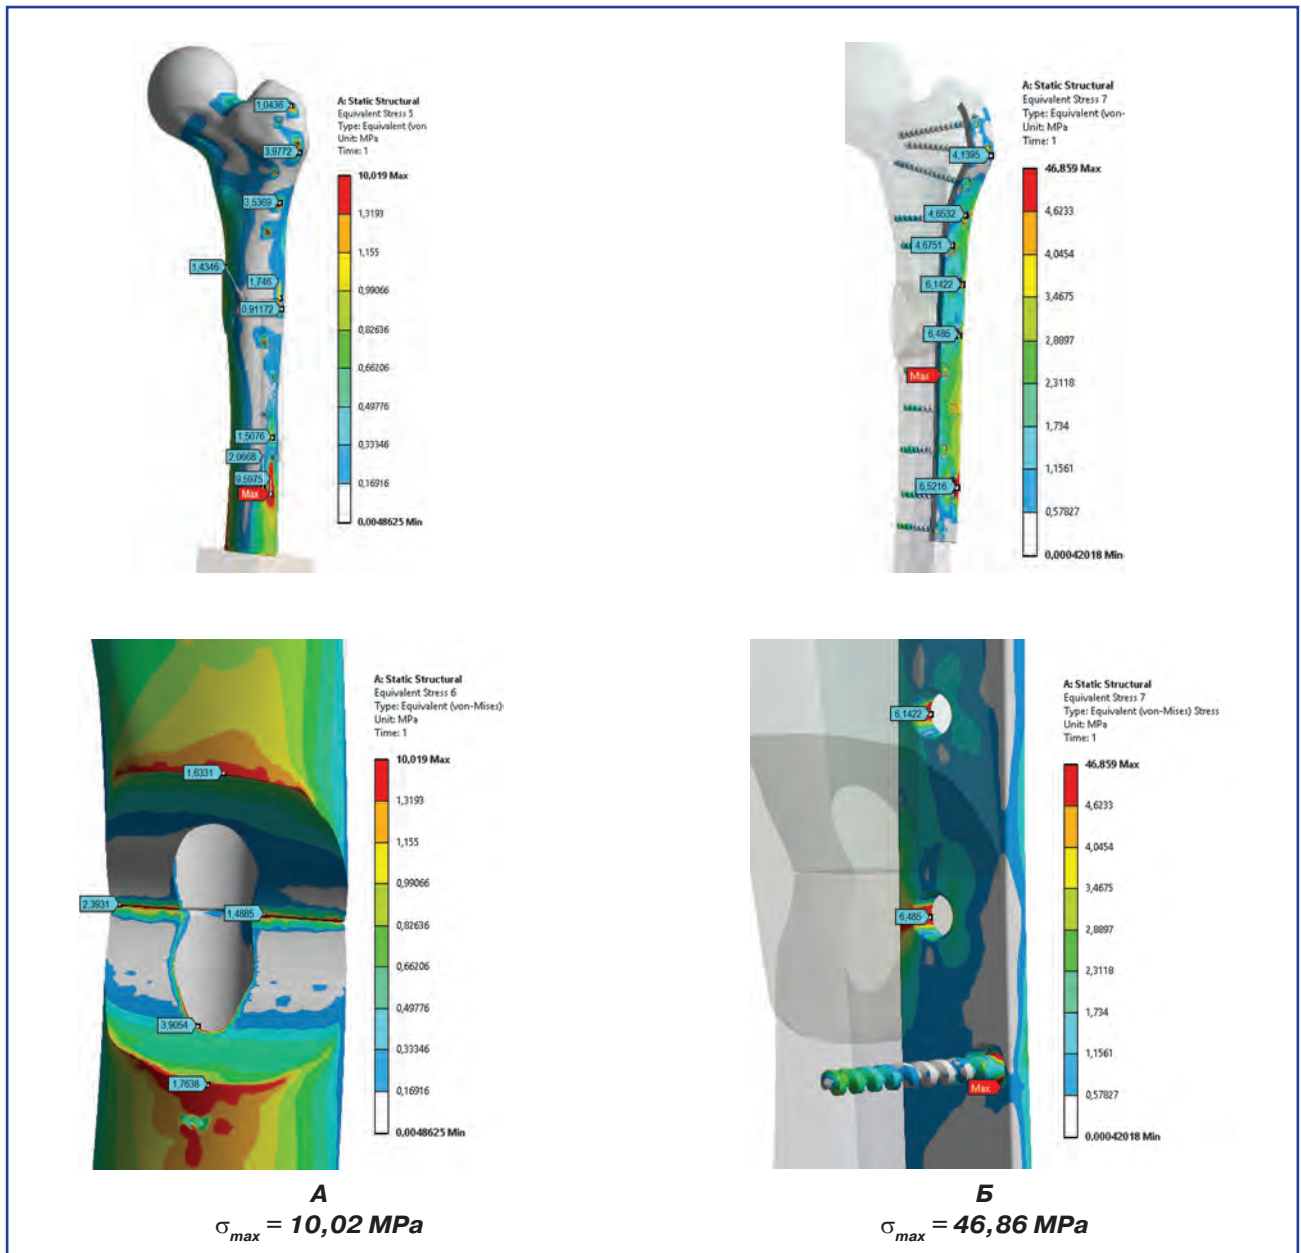 A: Static Structural
Equivalent Stress 5
Type: Equivalent (von
Unit: MPa
Time: 1
10,019 Max
1,3193
1,155
0,99066
0,82636
0,66206
0,49776
0,33346
0,16916
0,0048625 Min
1,0436
3,9772
3,5369
1,4346
1,746
0,91172
1,5076
2,0668
9,5975
Max
A: Static Structural
Equivalent Stress 7
Type: Equivalent (von-
Unit: MPa
Time: 1
46,859 Max
4,6233
4,0454
3,4675
2,8897
2,3118
1,734
1,1561
0,57827
0,00042018 Min
4,1395
4,6532
4,6751
6,1422
6,485
Max
6,5216
A: Static Structural
Equivalent Stress 6
Type: Equivalent (von-Mises)
Unit: MPa
Time: 1
10,019 Max
1,3193
1,155
0,99066
0,82636
0,66206
0,49776
0,33346
0,16916
0,0048625 Min
1,6331
2,3931
1,4885
3,9054
1,7638
A: Static Structural
Equivalent Stress 7
Type: Equivalent (von-Mises) Stress
Unit: MPa
Time: 1
46,859 Max
4,6233
4,0454
3,4675
2,8897
2,3118
1,734
1,1561
0,57827
0,00042018 Min
6,1422
6,485
Max
А
σmax = 10,02 MPa
Б
σmax = 46,86 MPa